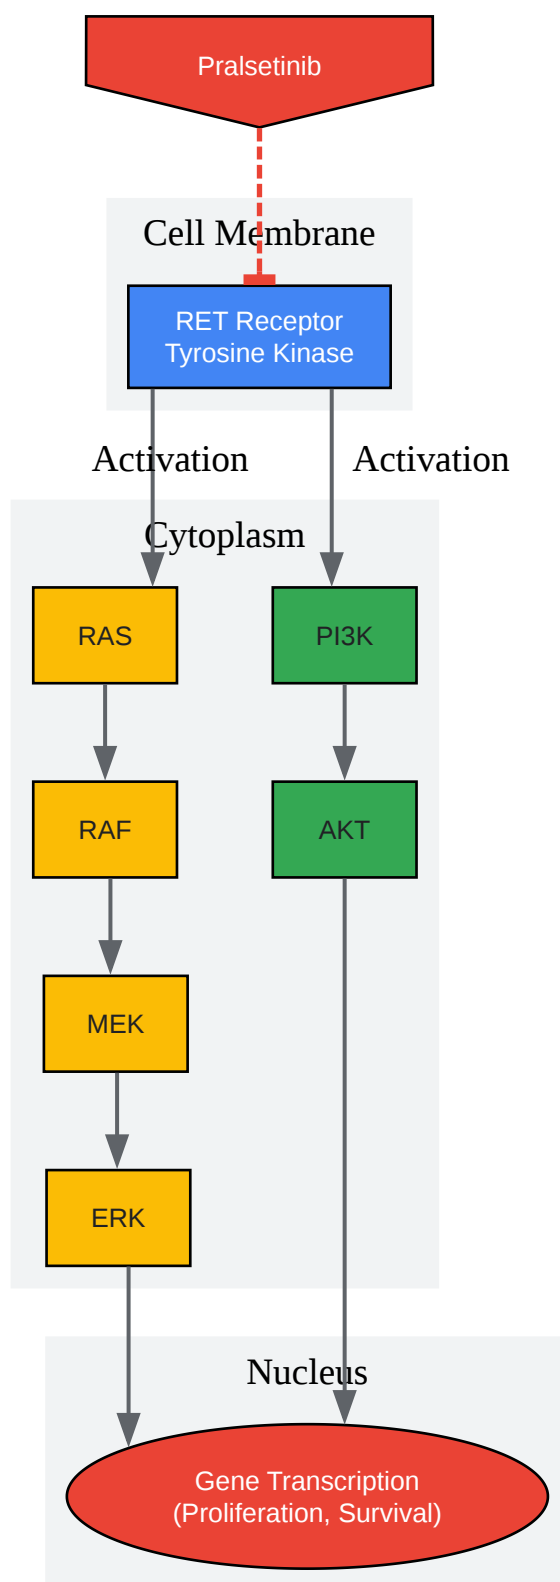 Pralsetinib
Cell Membrane
RET Receptor
Tyrosine Kinase
Activation
Activation
Cytoplasm
RAS
PI3K
RAF
AKT
MEK
ERK
Nucleus
Gene Transcription
(Proliferation, Survival)